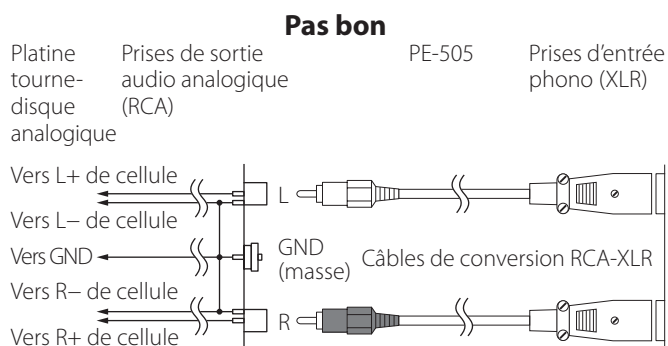 Pas bon
Platine tourne-disque analogique
Prises de sortie audio analogique (RCA)
PE-505
Prises d'entrée phono (XLR)
Vers L+ de cellule
L
Vers L− de cellule
Vers GND
GND (masse)
Câbles de conversion RCA-XLR
Vers R− de cellule
R
Vers R+ de cellule